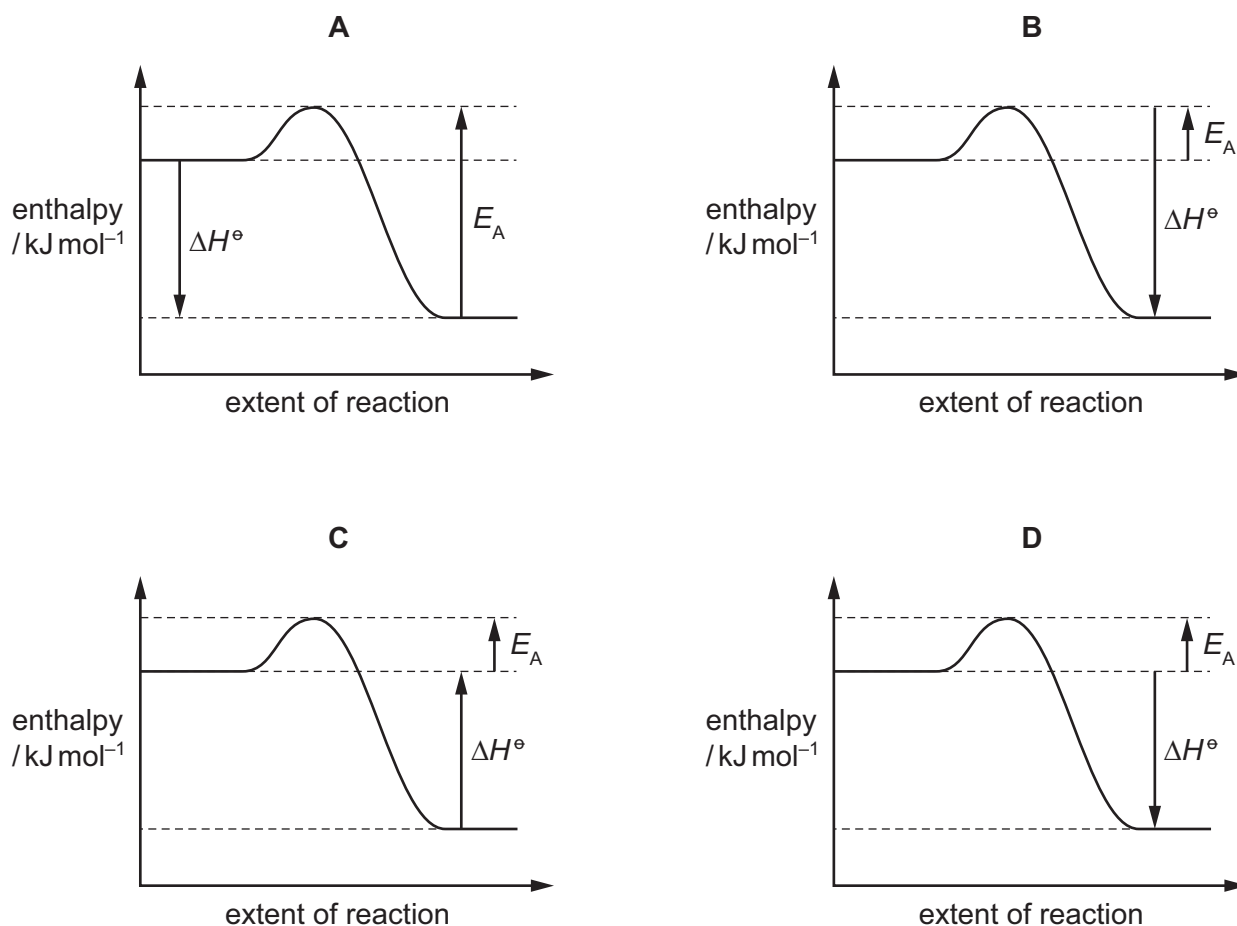 A
enthalpy
/ kJ mol⁻¹
ΔH⦵
E_A
extent of reaction
B
enthalpy
/ kJ mol⁻¹
E_A
ΔH⦵
extent of reaction
C
enthalpy
/ kJ mol⁻¹
E_A
ΔH⦵
extent of reaction
D
enthalpy
/ kJ mol⁻¹
E_A
ΔH⦵
extent of reaction